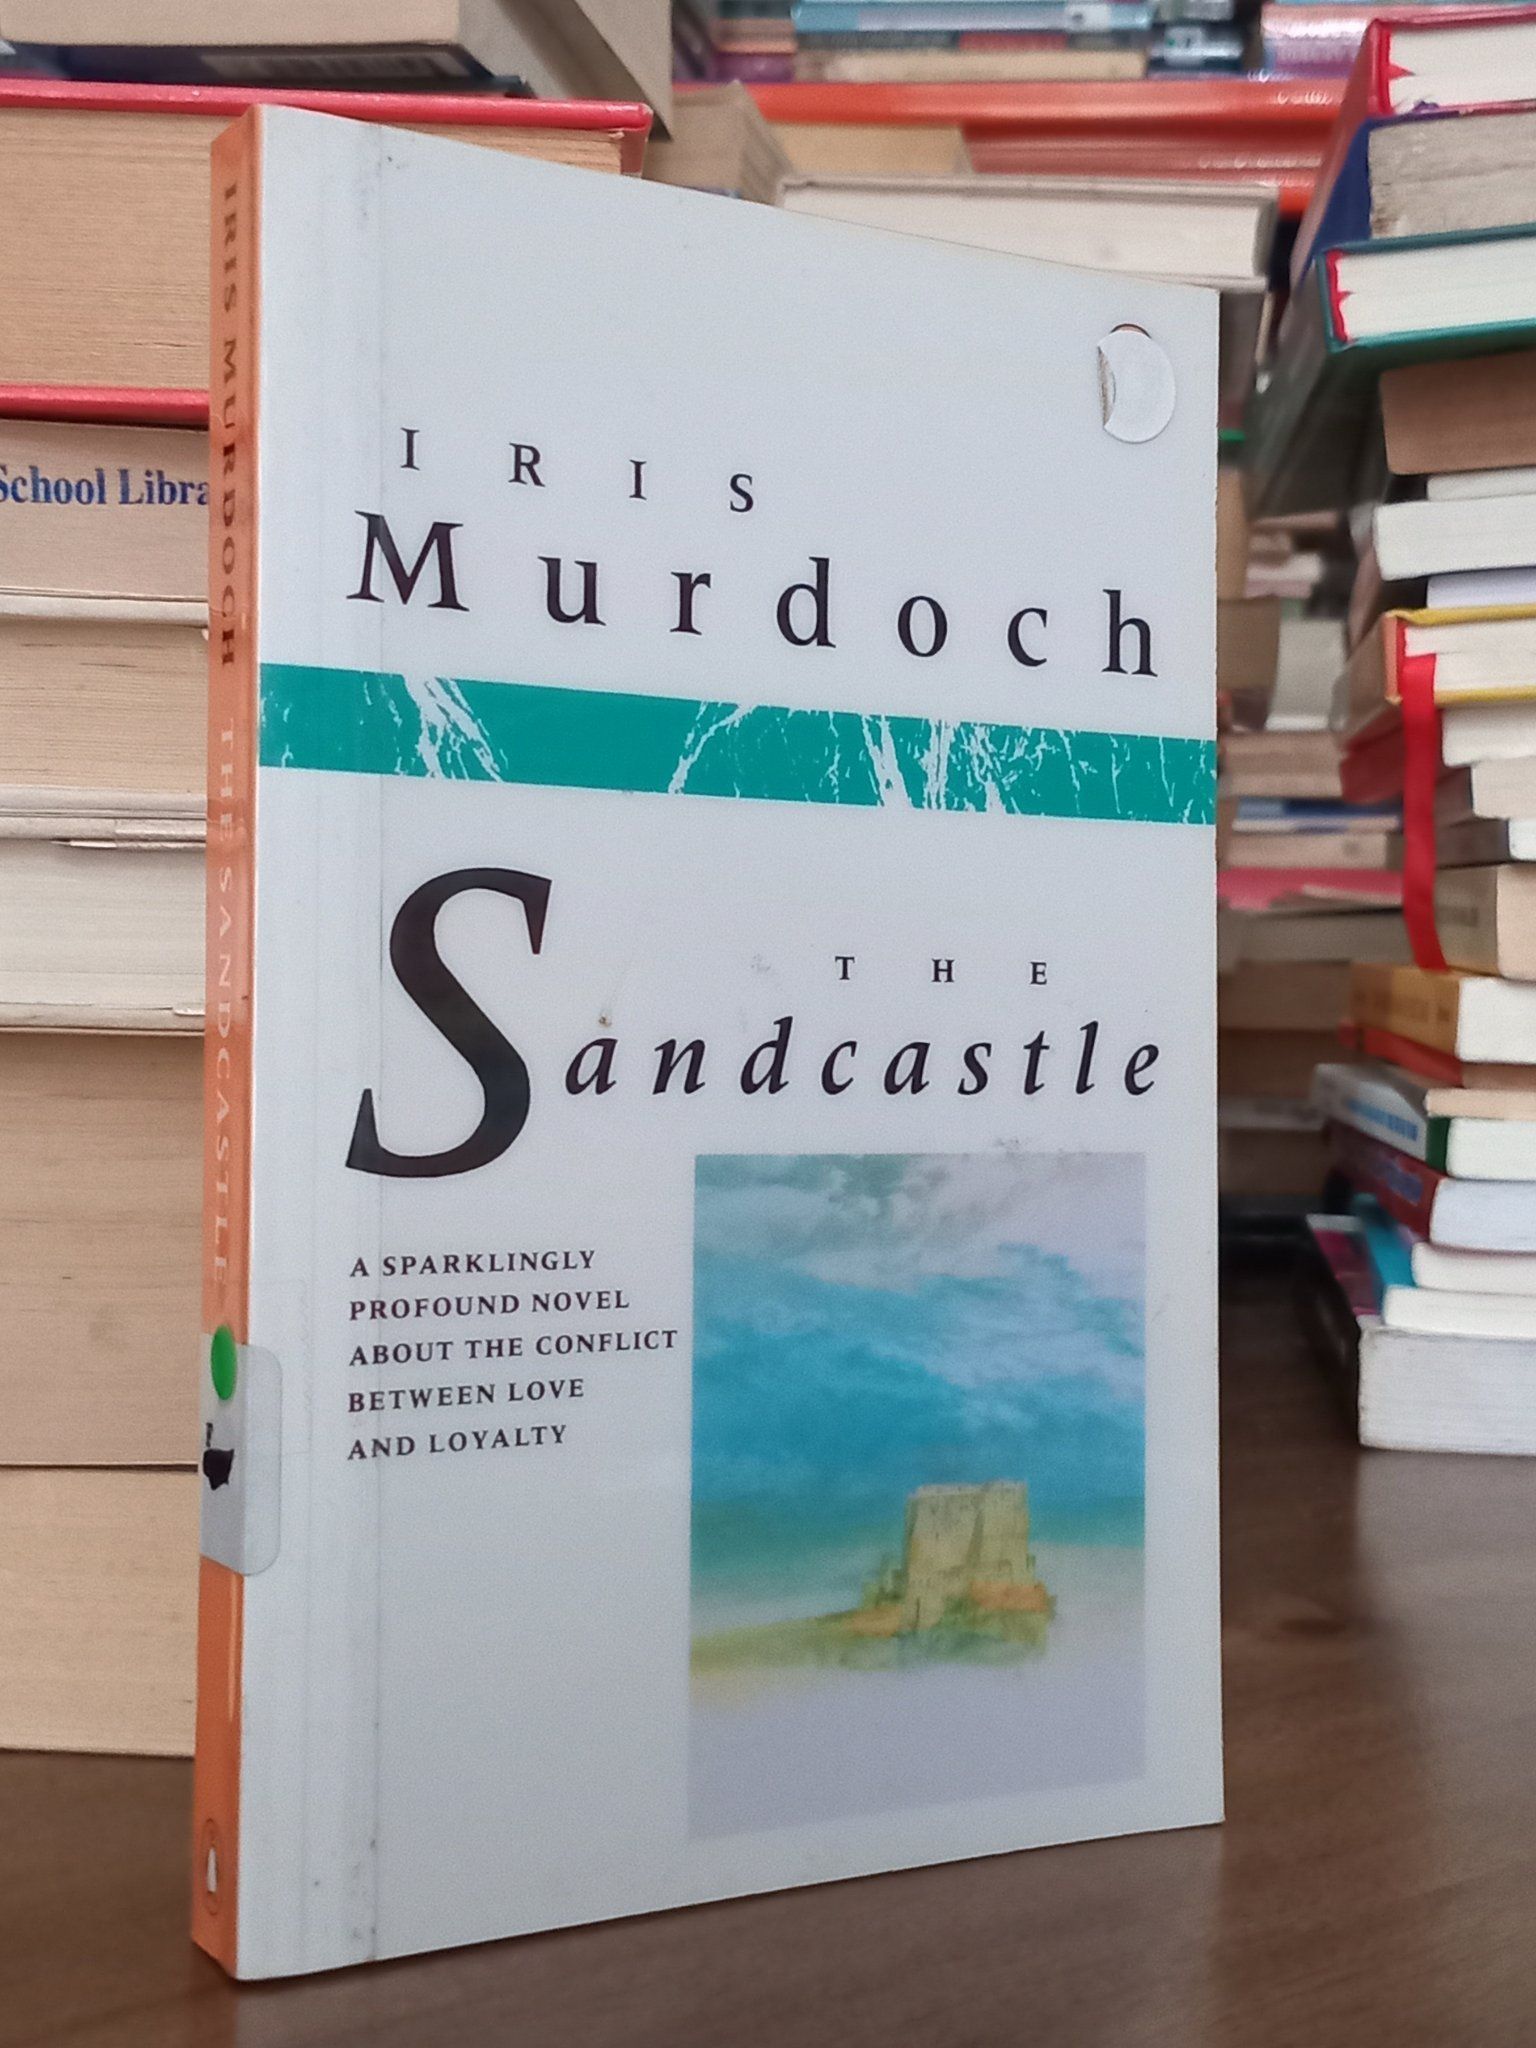 IRIS
Murdoch
THE
Sandcastle
A SPARKLINGLY
PROFOUND NOVEL
ABOUT THE CONFLICT
BETWEEN LOVE
AND LOYALTY
IRIS MURDOCH THE SANDCASTLE
School